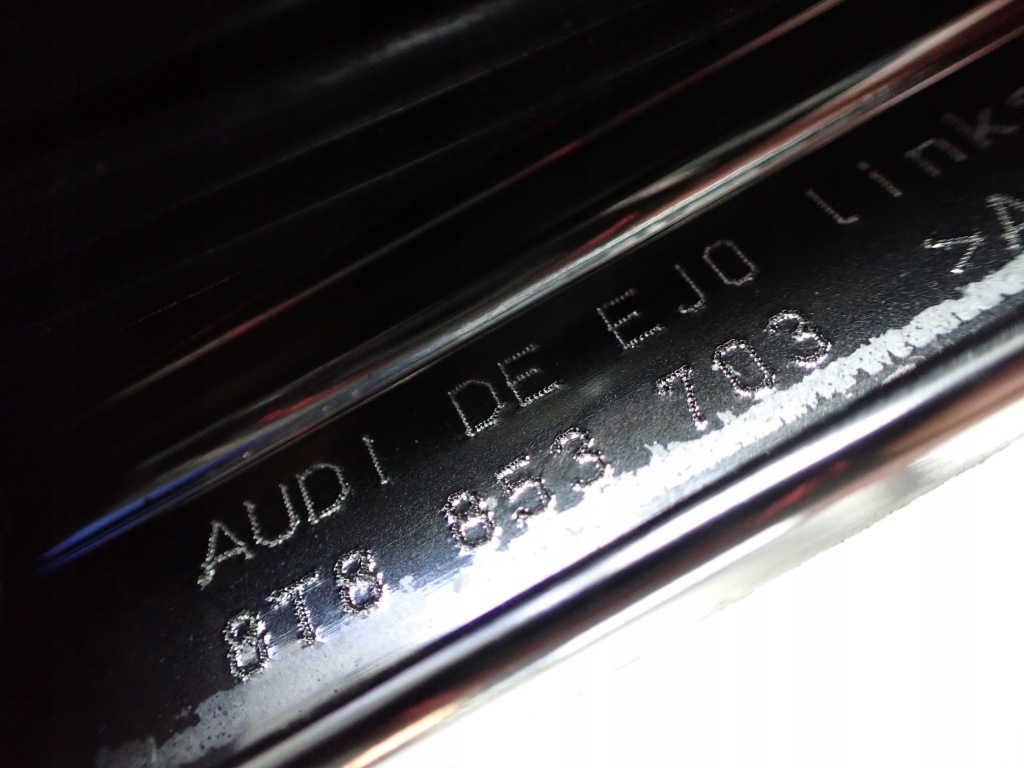 AUDI DE EJO links
8T8 853 703 >A